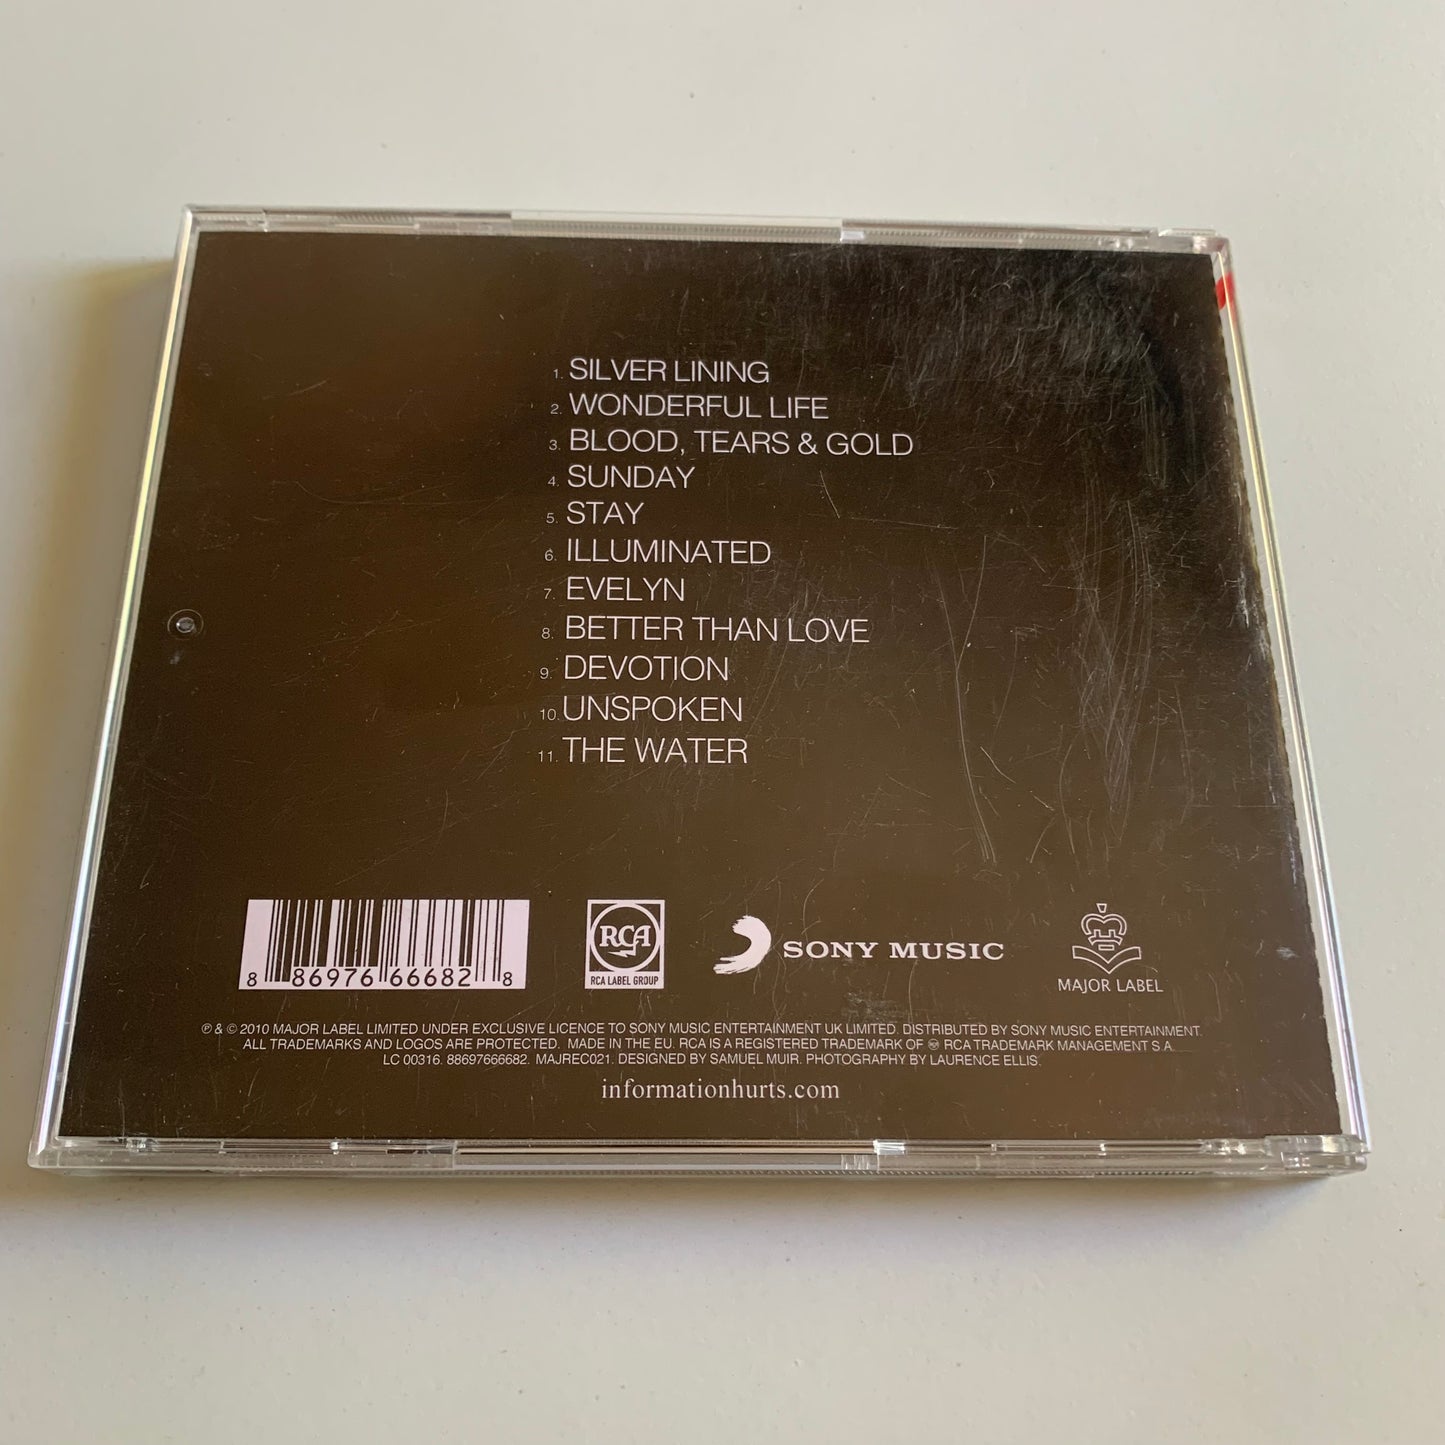 1. SILVER LINING
2. WONDERFUL LIFE
3. BLOOD, TEARS & GOLD
4. SUNDAY
5. STAY
6. ILLUMINATED
7. EVELYN
8. BETTER THAN LOVE
9. DEVOTION
10. UNSPOKEN
11. THE WATER
8 86976 66682 8
RCA
RCA LABEL GROUP
SONY MUSIC
MAJOR LABEL
℗ & © 2010 MAJOR LABEL LIMITED UNDER EXCLUSIVE LICENCE TO SONY MUSIC ENTERTAINMENT UK LIMITED. DISTRIBUTED BY SONY MUSIC ENTERTAINMENT.
ALL TRADEMARKS AND LOGOS ARE PROTECTED. MADE IN THE EU. RCA IS A REGISTERED TRADEMARK OF RCA TRADEMARK MANAGEMENT S.A.
LC 00316. 88697666682. MAJREC021. DESIGNED BY SAMUEL MUIR. PHOTOGRAPHY BY LAURENCE ELLIS.
informationhurts.com